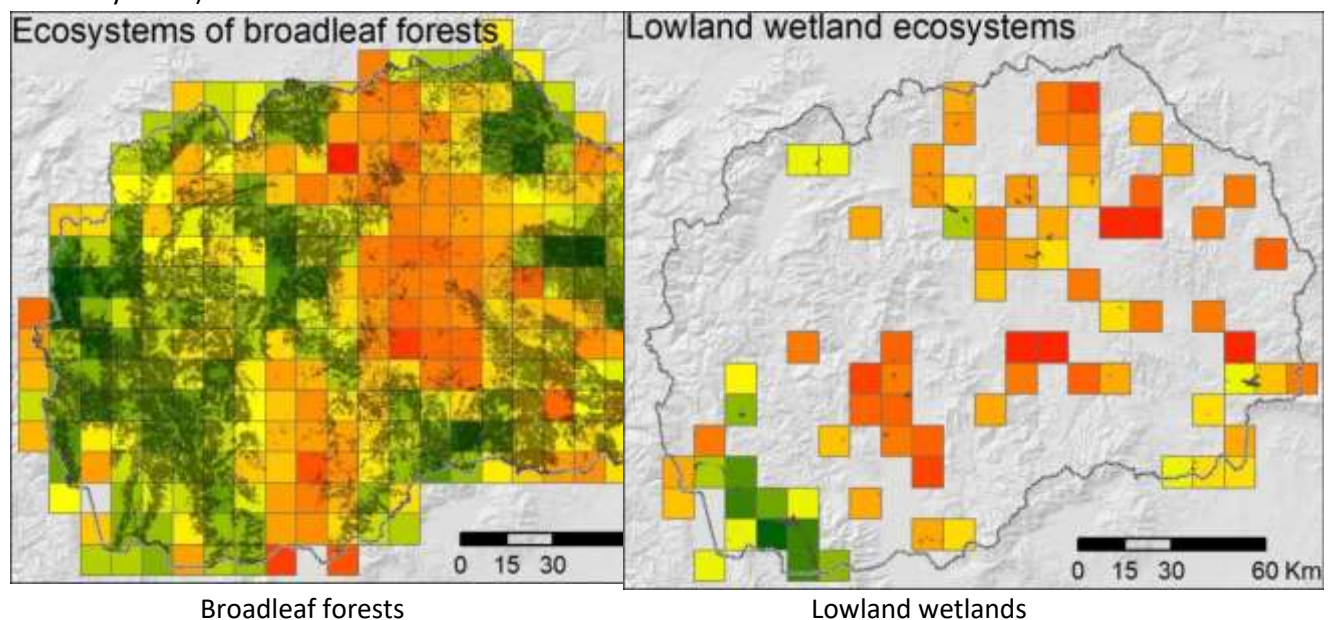 Ecosystems of broadleaf forests
Lowland wetland ecosystems
0 15 30
0 15 30 60 Km
Broadleaf forests
Lowland wetlands